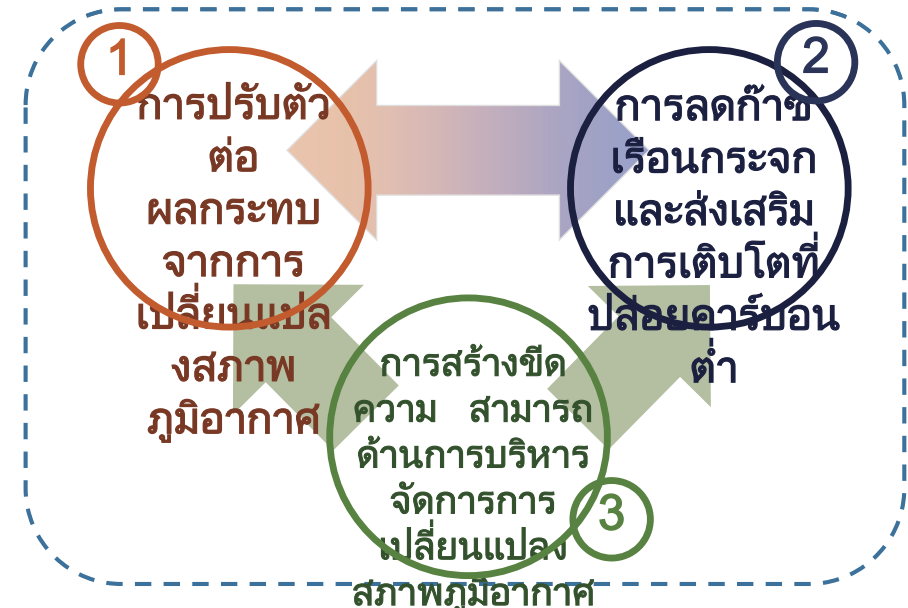 1
การปรับตัว
ต่อ
ผลกระทบ
จากการ
เปลี่ยนแปล
งสภาพ
ภูมิอากาศ
2
การลดก๊าซ
เรือนกระจก
และส่งเสริม
การเติบโตที่
ปล่อยคาร์บอน
ต่ำ
การสร้างขีด
ความ สามารถ
ด้านการบริหาร
จัดการการ
เปลี่ยนแปลง
สภาพภูมิอากาศ
3